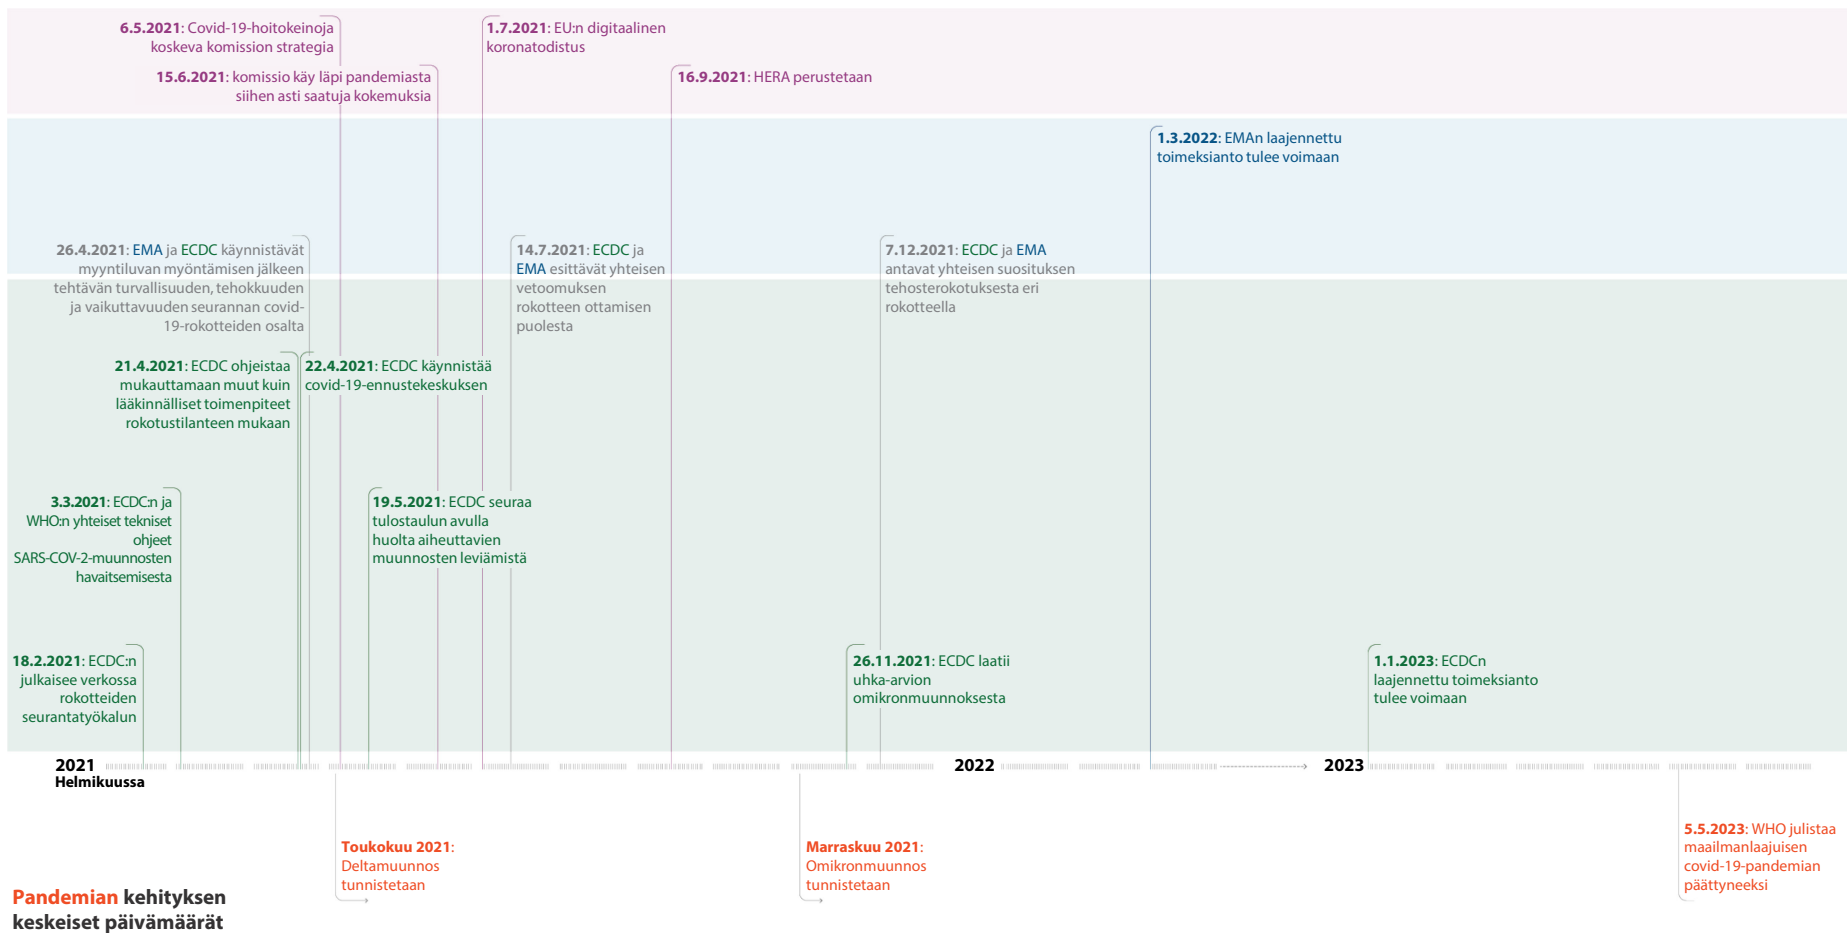 6.5.2021: Covid-19-hoitokeinoja
koskeva komission strategia
1.7.2021: EU:n digitaalinen
koronatodistus
15.6.2021: komissio käy läpi pandemiasta
siihen asti saatuja kokemuksia
16.9.2021: HERA perustetaan
1.3.2022: EMAn laajennettu
toimeksianto tulee voimaan
26.4.2021: EMA ja ECDC käynnistävät
myyntiluvan myöntämisen jälkeen
tehtävän turvallisuuden, tehokkuuden
ja vaikuttavuuden seurannan covid-
19-rokotteiden osalta
14.7.2021: ECDC ja
EMA esittävät yhteisen
vetoomuksen
rokotteen ottamisen
puolesta
7.12.2021: ECDC ja EMA
antavat yhteisen suosituksen
tehosterokotuksesta eri
rokotteella
21.4.2021: ECDC ohjeistaa
mukauttamaan muut kuin
lääkinnälliset toimenpiteet
rokotustilanteen mukaan
22.4.2021: ECDC käynnistää
covid-19-ennustekeskuksen
3.3.2021: ECDC:n ja
WHO:n yhteiset tekniset
ohjeet
SARS-COV-2-muunnosten
havaitsemisesta
19.5.2021: ECDC seuraa
tulostaulun avulla
huolta aiheuttavien
muunnosten leviämistä
18.2.2021: ECDC:n
julkaisee verkossa
rokotteiden
seurantatyökalun
26.11.2021: ECDC laatii
uhka-arvion
omikronmuunnoksesta
1.1.2023: ECDCn
laajennettu toimeksianto
tulee voimaan
2021
Helmikuussa
2022
2023
Toukokuu 2021:
Deltamuunnos
tunnistetaan
Marraskuu 2021:
Omikronmuunnos
tunnistetaan
5.5.2023: WHO julistaa
maailmanlaajuisen
covid-19-pandemian
päättyneeksi
Pandemian kehityksen
keskeiset päivämäärät